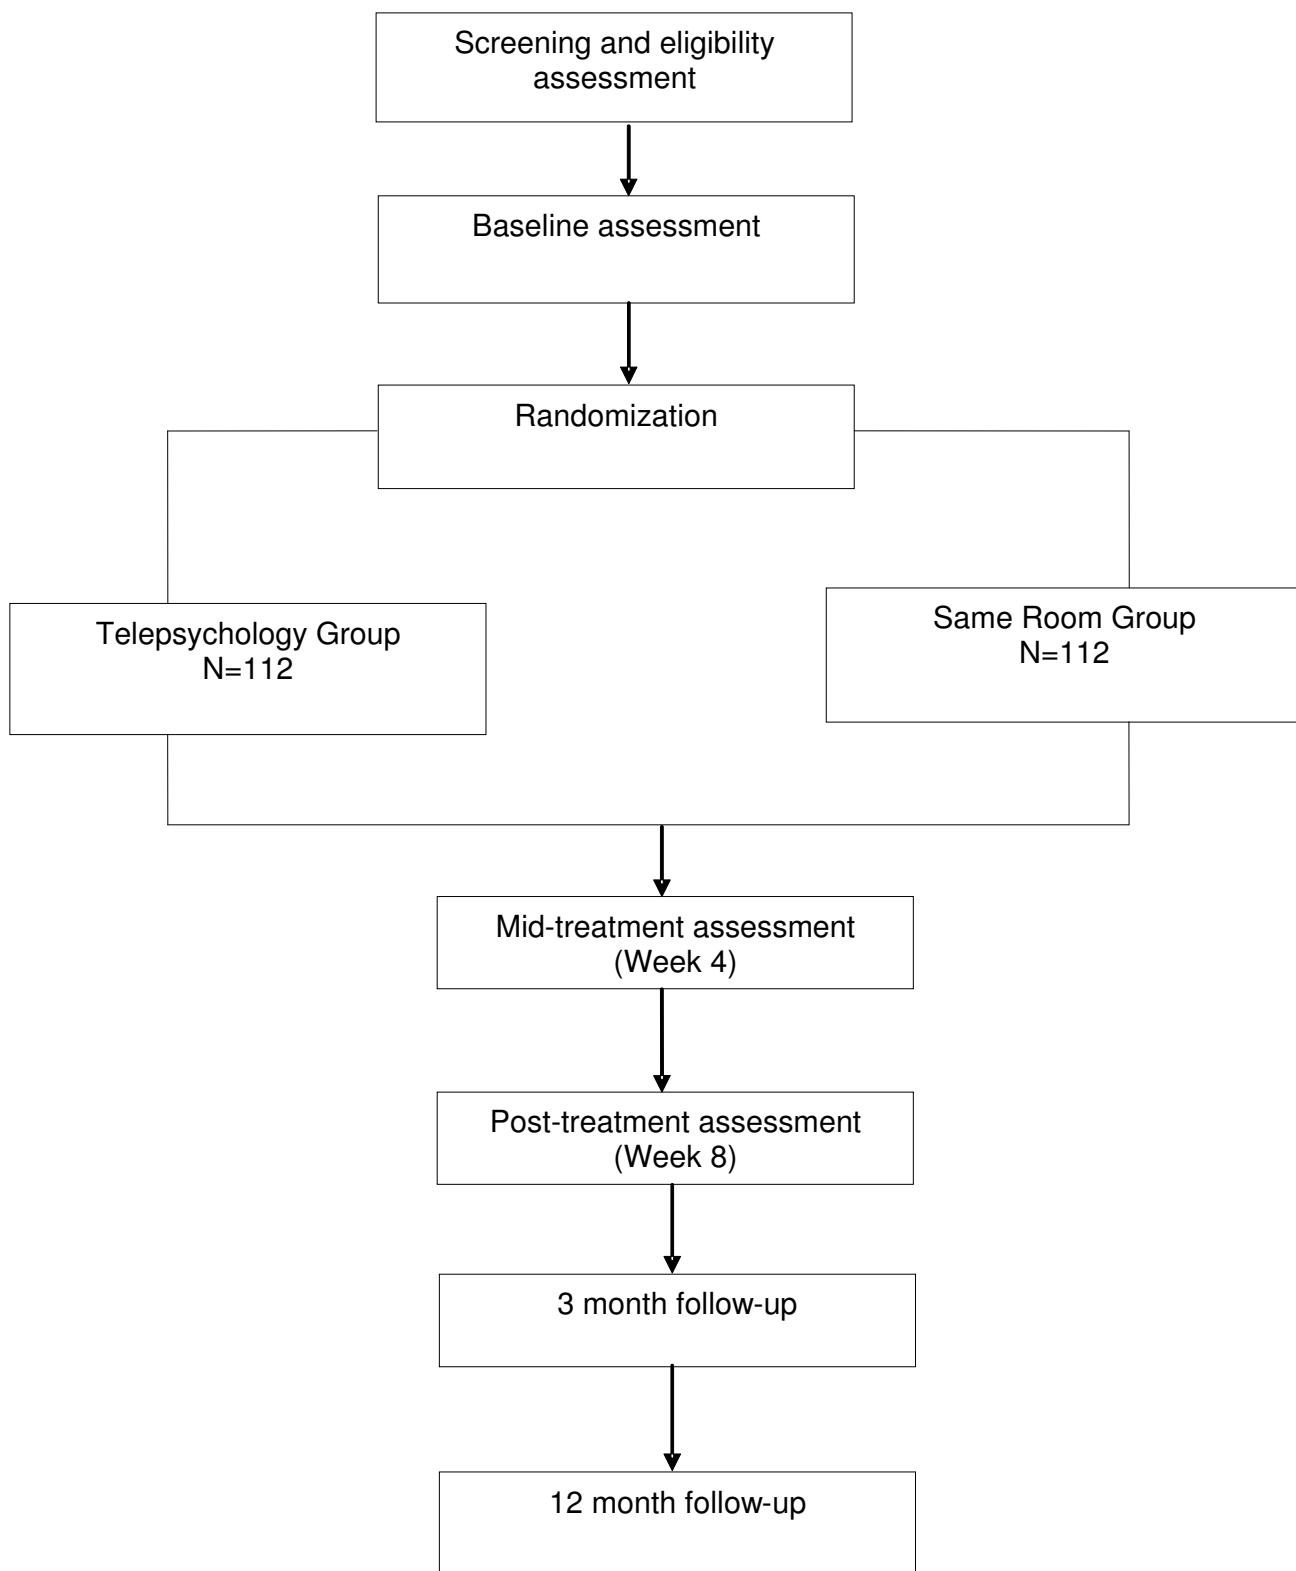 Screening and eligibility
assessment
Baseline assessment
Randomization
Telepsychology Group
N=112
Same Room Group
N=112
Mid-treatment assessment
(Week 4)
Post-treatment assessment
(Week 8)
3 month follow-up
12 month follow-up